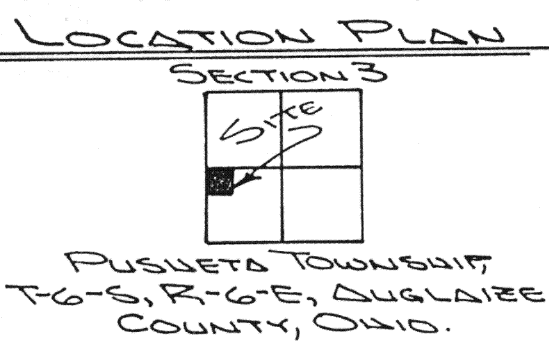 LOCATION PLAN
SECTION 3
SITE
PUSHETA TOWNSHIP,
T-6-S, R-6-E, AUGLAIZE
COUNTY, OHIO.